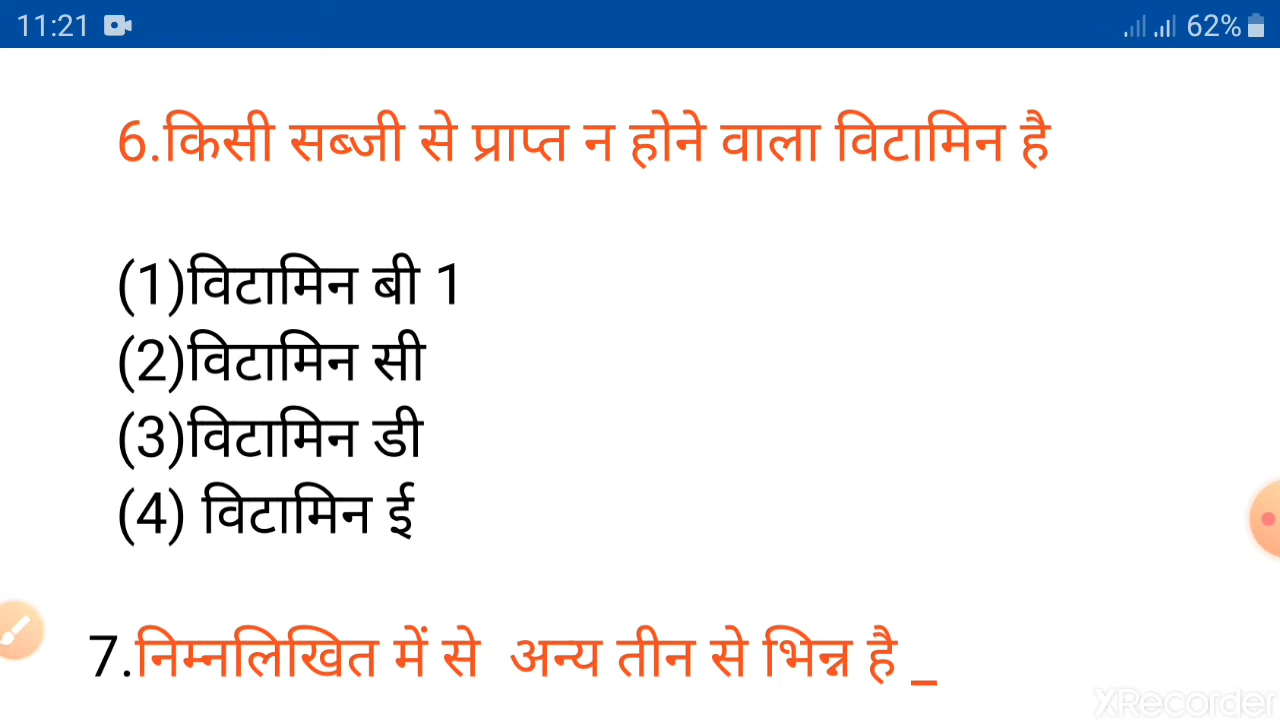 11:21 62%
6.किसी सब्जी से प्राप्त न होने वाला विटामिन है
(1)विटामिन बी 1
(2)विटामिन सी
(3)विटामिन डी
(4) विटामिन ई
7.निम्नलिखित में से अन्य तीन से भिन्न है _
XRecorder